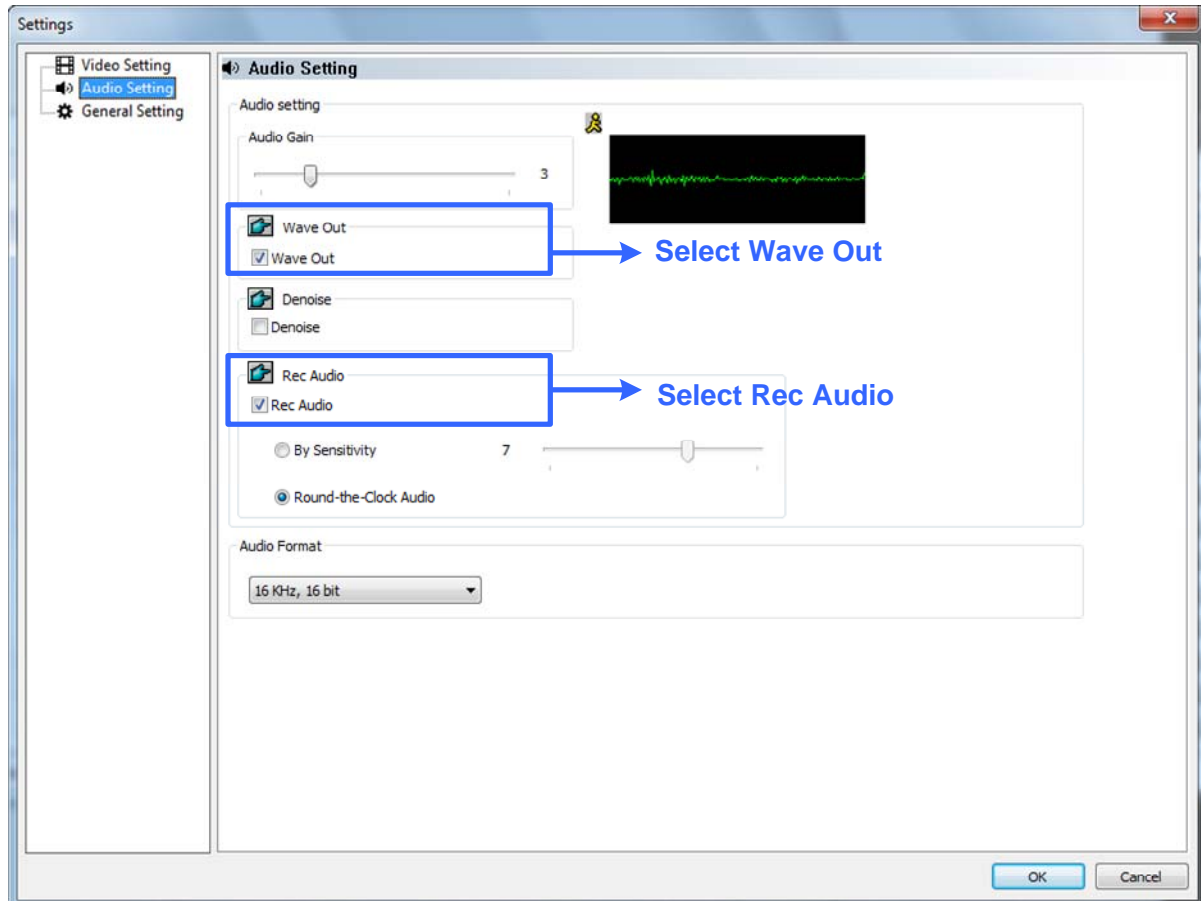 Settings
Video Setting
Audio Setting
General Setting
Audio Setting
Audio setting
Audio Gain
3
Wave Out
Wave Out
Select Wave Out
Denoise
Denoise
Rec Audio
Rec Audio
Select Rec Audio
By Sensitivity 7
Round-the-Clock Audio
Audio Format
16 KHz, 16 bit
OK Cancel